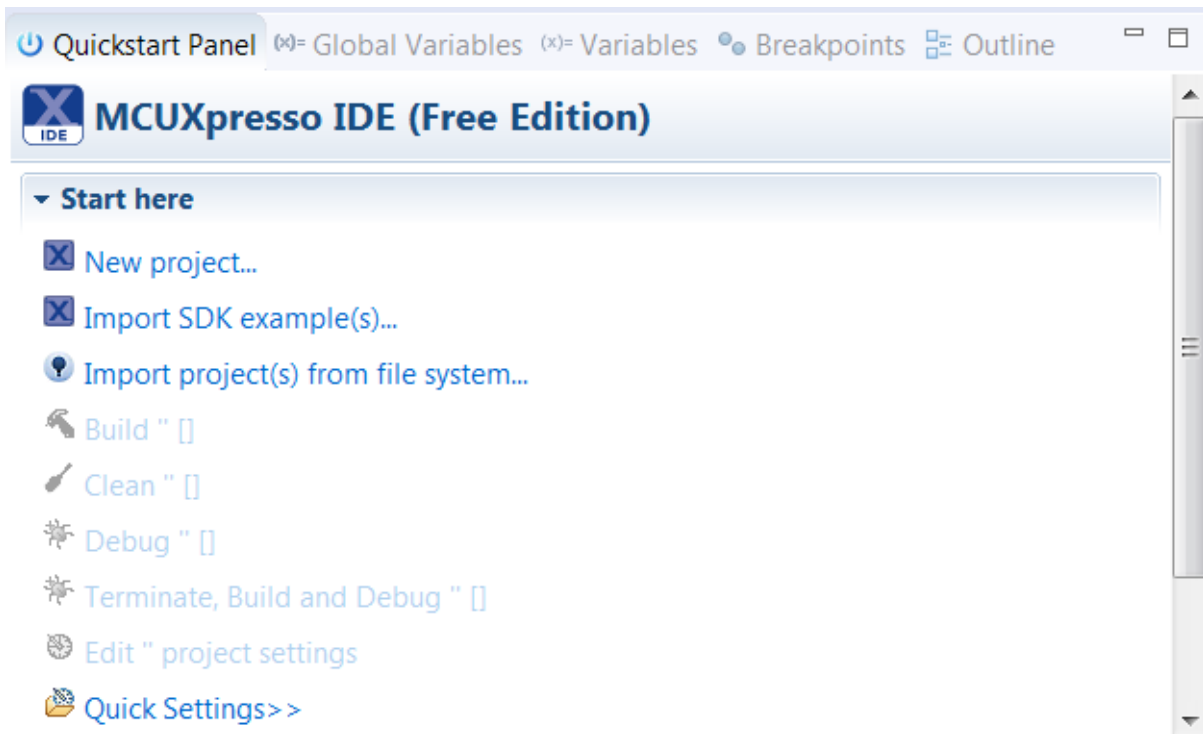 Quickstart Panel (x)= Global Variables (x)= Variables Breakpoints Outline
X IDE MCUXpresso IDE (Free Edition)
Start here
X New project...
X Import SDK example(s)...
Import project(s) from file system...
Build '' []
Clean '' []
Debug '' []
Terminate, Build and Debug '' []
Edit '' project settings
Quick Settings>>